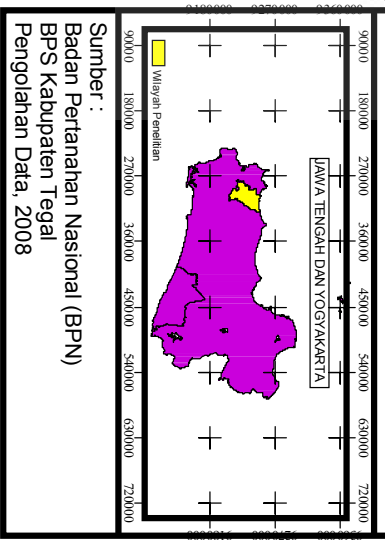 90000 180000 270000 360000 450000 540000 630000 720000
JAWA TENGAH DAN YOGYAKARTA
Wilayah Penelitian
90000 180000 270000 360000 450000 540000 630000 720000
Sumber :
Badan Pertanahan Nasional (BPN)
BPS Kabupaten Tegal
Pengolahan Data, 2008